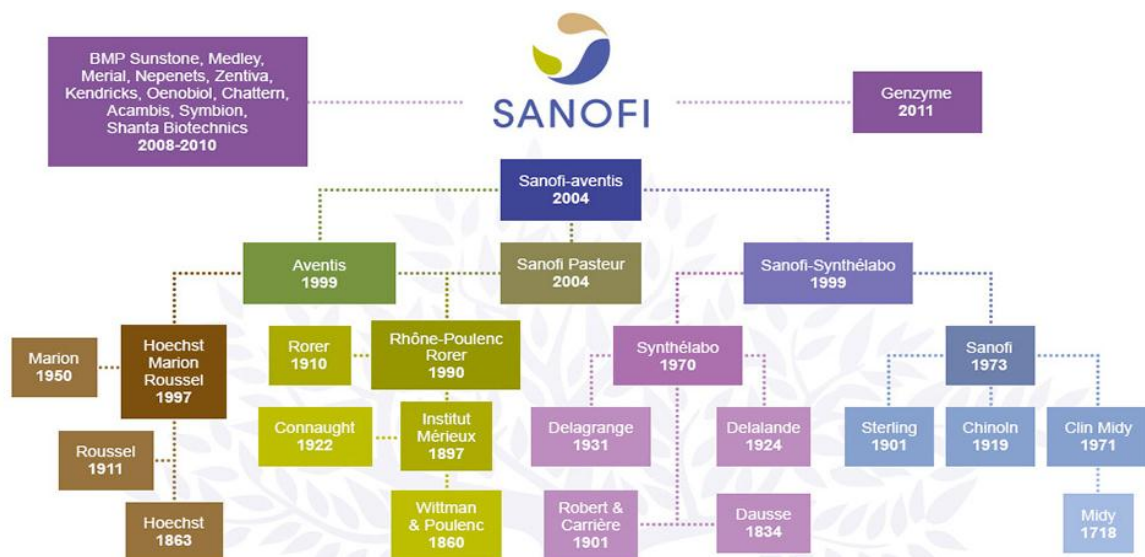 BMP Sunstone, Medley,
Merial, Nepenets, Zentiva,
Kendricks, Oenobiol, Chattern,
Acambis, Symbion,
Shanta Biotechnics
2008-2010
SANOFI
Genzyme
2011
Sanofi-aventis
2004
Aventis
1999
Sanofi Pasteur
2004
Sanofi-Synthélabo
1999
Marion
1950
Hoechst
Marion
Roussel
1997
Rorer
1910
Rhône-Poulenc
Rorer
1990
Synthélabo
1970
Sanofi
1973
Roussel
1911
Connaught
1922
Institut
Mérieux
1897
Delagrange
1931
Delalande
1924
Sterling
1901
Chinoln
1919
Clin Midy
1971
Hoechst
1863
Wittman
& Poulenc
1860
Robert &
Carrière
1901
Dausse
1834
Midy
1718